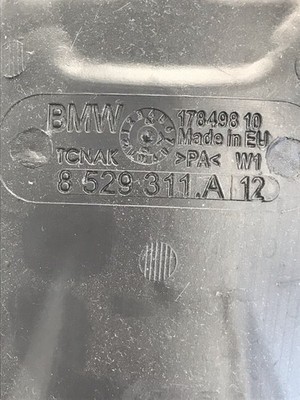 BMW 178498 10
Made in EU
TCNAK >PA< W1
8 529 311.A 12